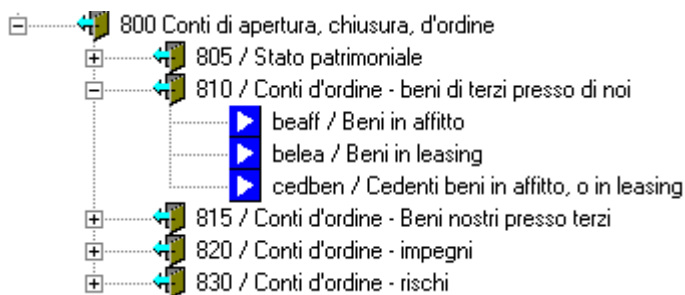 800 Conti di apertura, chiusura, d'ordine
805 / Stato patrimoniale
810 / Conti d'ordine - beni di terzi presso di noi
beaff / Beni in affitto
belea / Beni in leasing
cedben / Cedenti beni in affitto, o in leasing
815 / Conti d'ordine - Beni nostri presso terzi
820 / Conti d'ordine - impegni
830 / Conti d'ordine - rischi